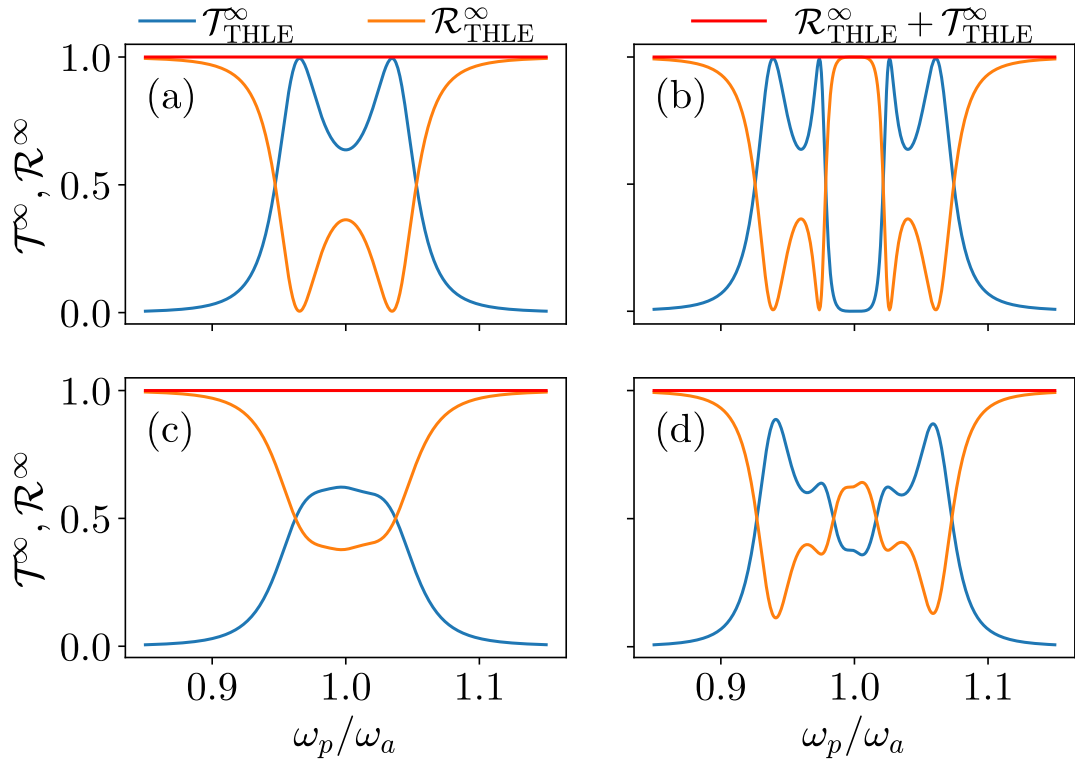 𝒯^∞_THLE ℛ^∞_THLE ℛ^∞_THLE + 𝒯^∞_THLE
1.0 (a) (b)
0.5
0.0
𝒯^∞, ℛ^∞
0.9 1.0 1.1 0.9 1.0 1.1
1.0 (c) (d)
0.5
0.0
𝒯^∞, ℛ^∞
ω_p/ω_a ω_p/ω_a